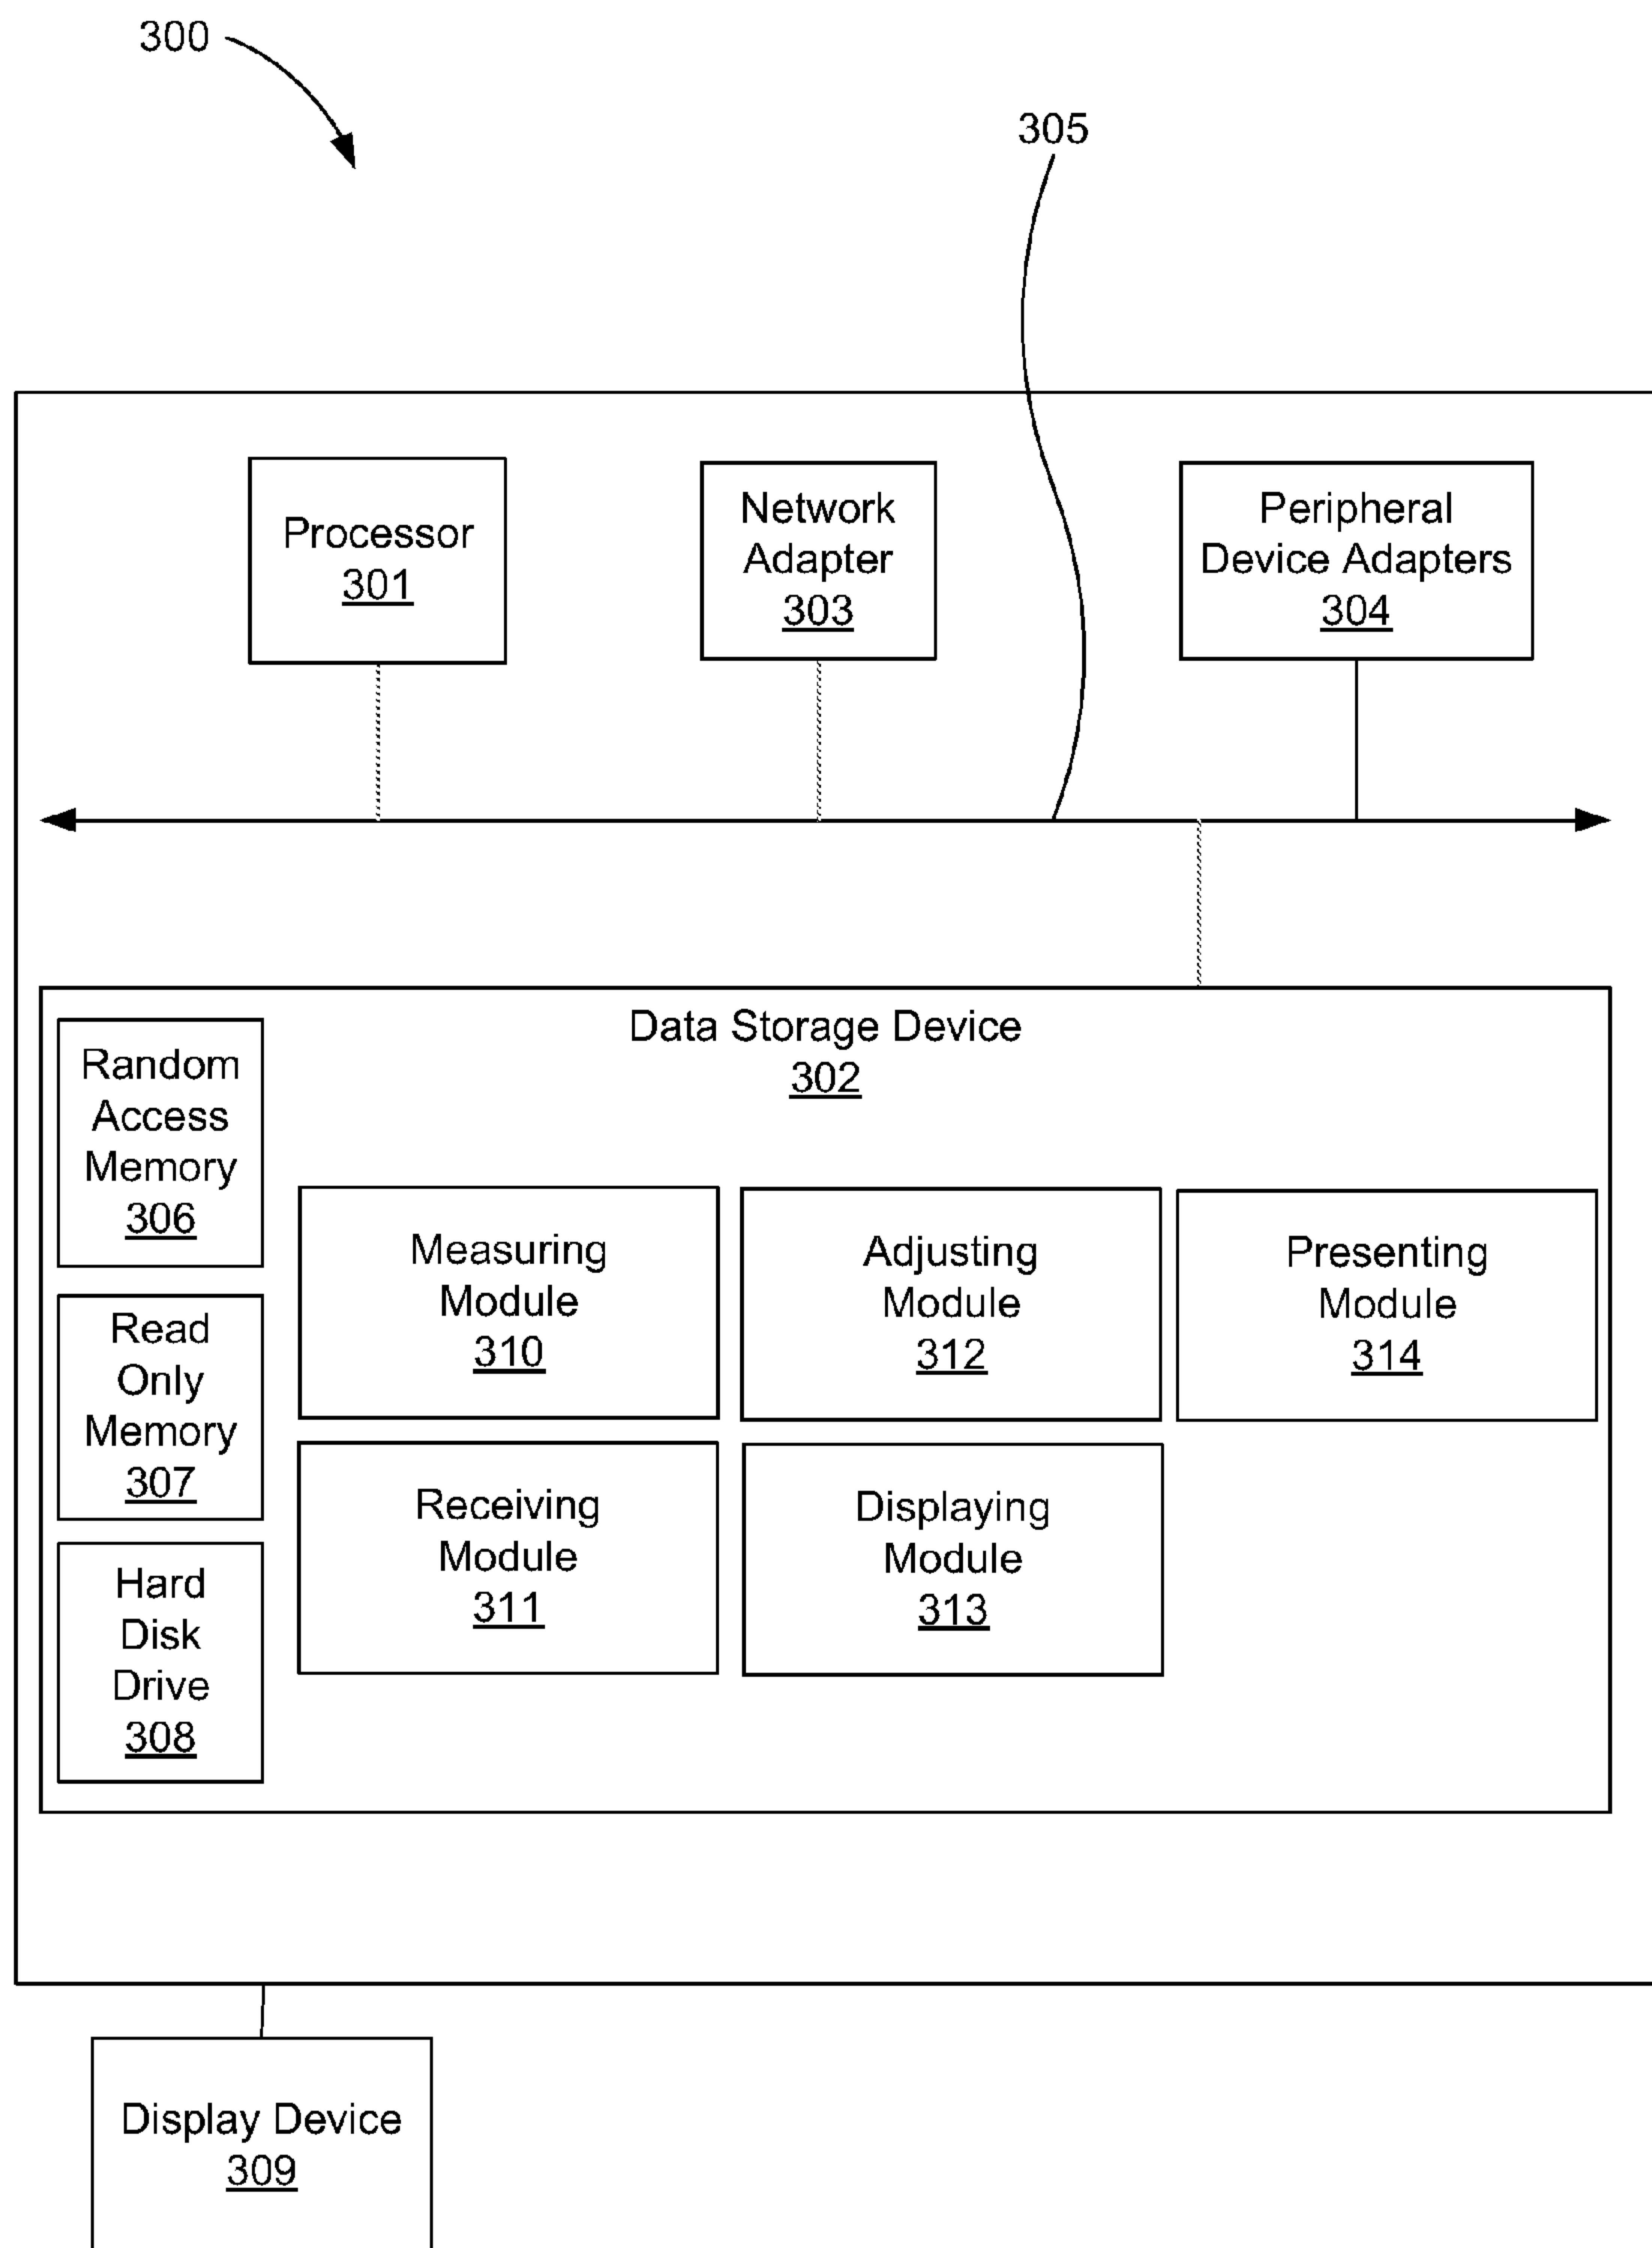 300
305
Processor
301
Network
Adapter
303
Peripheral
Device Adapters
304
Data Storage Device
302
Random
Access
Memory
306
Read
Only
Memory
307
Hard
Disk
Drive
308
Measuring
Module
310
Adjusting
Module
312
Presenting
Module
314
Receiving
Module
311
Displaying
Module
313
Display Device
309